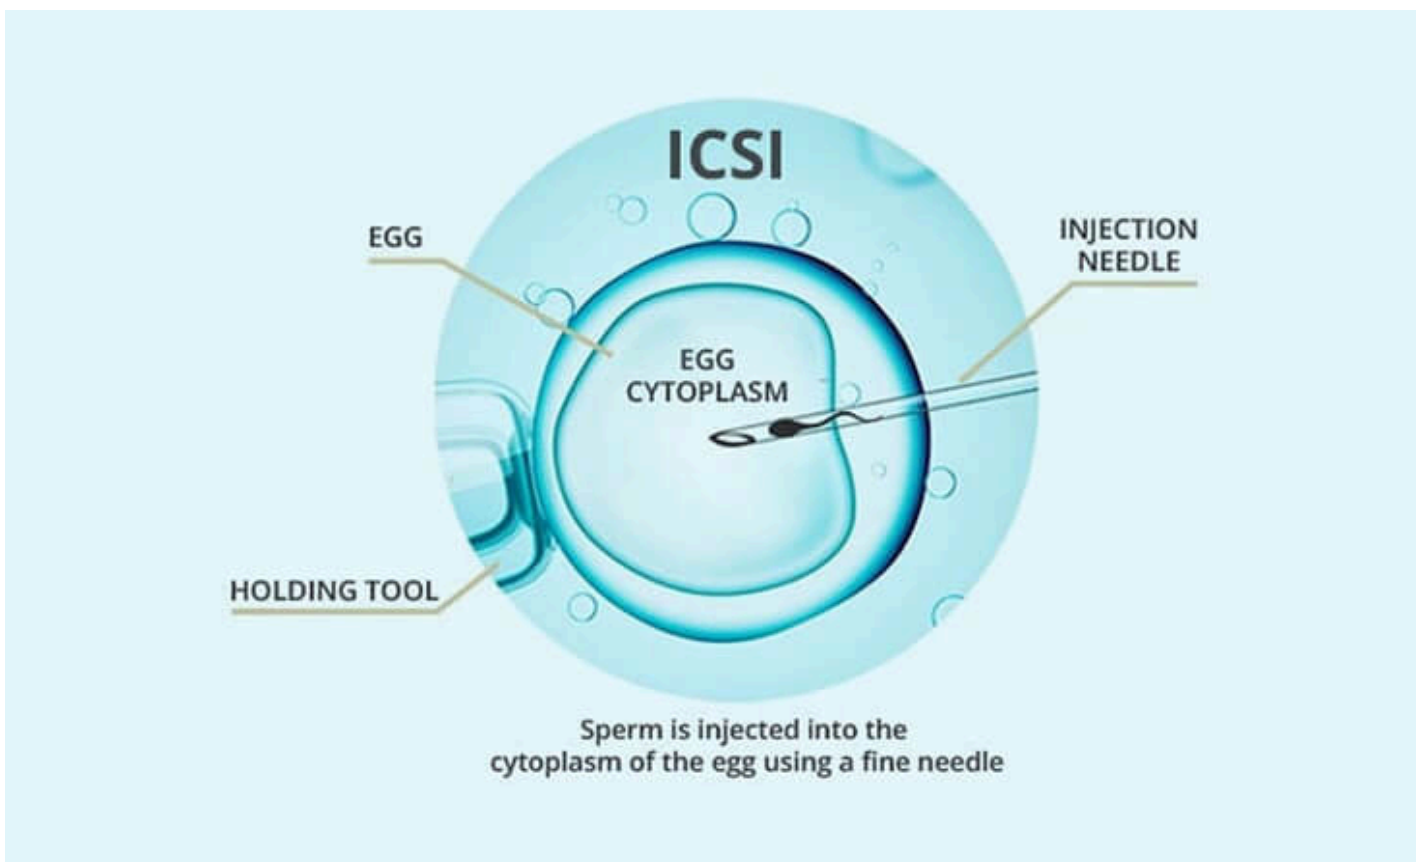 ICSI
EGG
INJECTION
NEEDLE
EGG
CYTOPLASM
HOLDING TOOL
Sperm is injected into the
cytoplasm of the egg using a fine needle